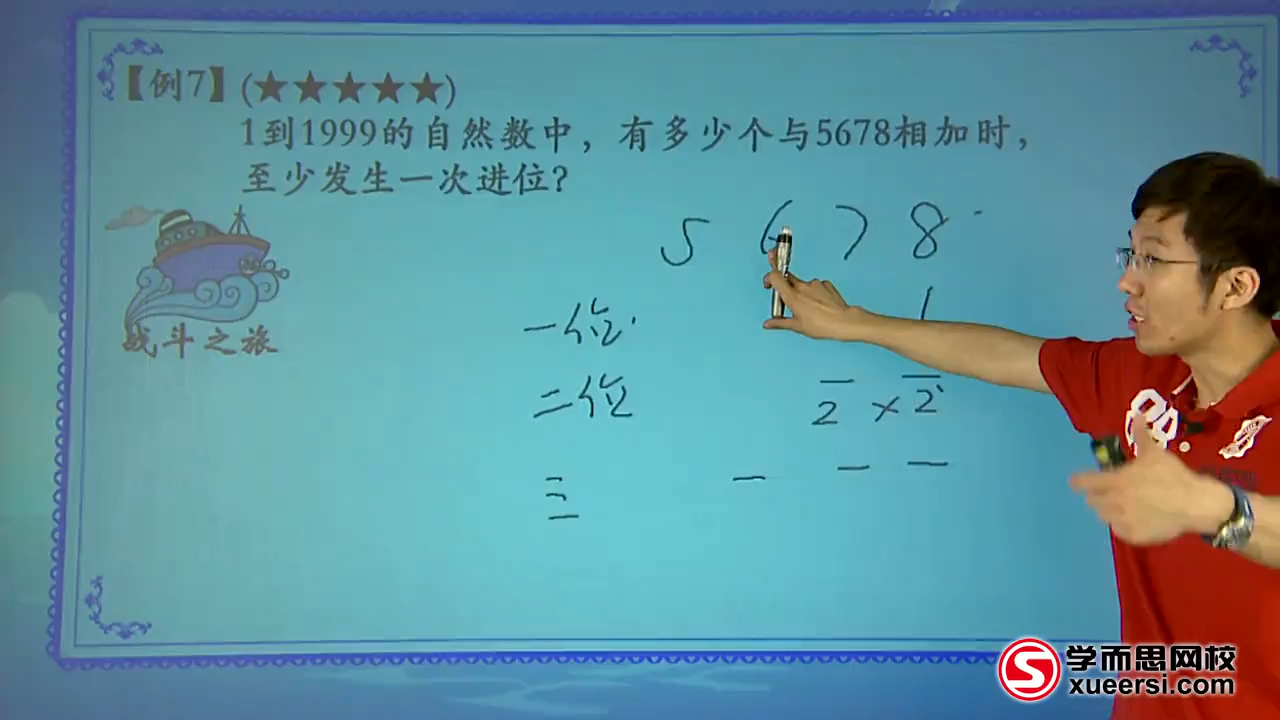 【例7】(★★★★★)
1到1999的自然数中，有多少个与5678相加时，
至少发生一次进位？
5 6 7 8
一位 1
二位 2 × 2
三
战斗之旅
学而思网校
xueersi.com